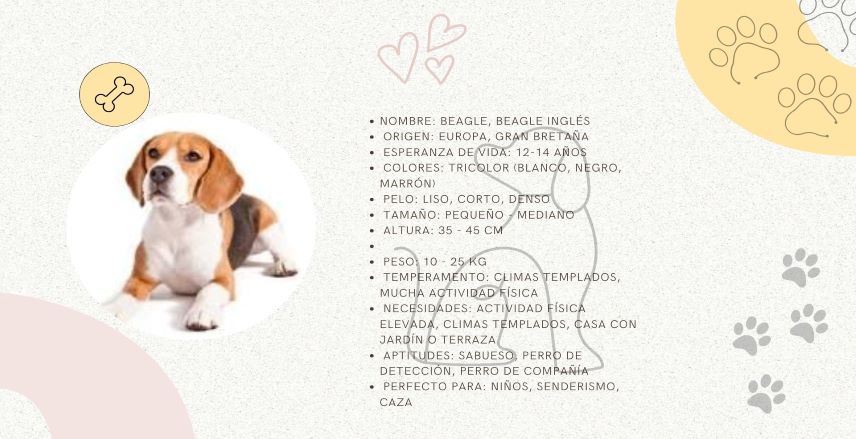 • NOMBRE: BEAGLE, BEAGLE INGLÉS
• ORIGEN: EUROPA, GRAN BRETAÑA
• ESPERANZA DE VIDA: 12-14 AÑOS
• COLORES: TRICOLOR (BLANCO, NEGRO,
MARRÓN)
• PELO: LISO, CORTO, DENSO
• TAMAÑO: PEQUEÑO - MEDIANO
• ALTURA: 35 - 45 CM
•
• PESO: 10 - 25 KG
• TEMPERAMENTO: CLIMAS TEMPLADOS,
MUCHA ACTIVIDAD FÍSICA
• NECESIDADES: ACTIVIDAD FÍSICA
ELEVADA, CLIMAS TEMPLADOS, CASA CON
JARDÍN O TERRAZA
• APTITUDES: SABUESO, PERRO DE
DETECCIÓN, PERRO DE COMPAÑÍA
• PERFECTO PARA: NIÑOS, SENDERISMO,
CAZA